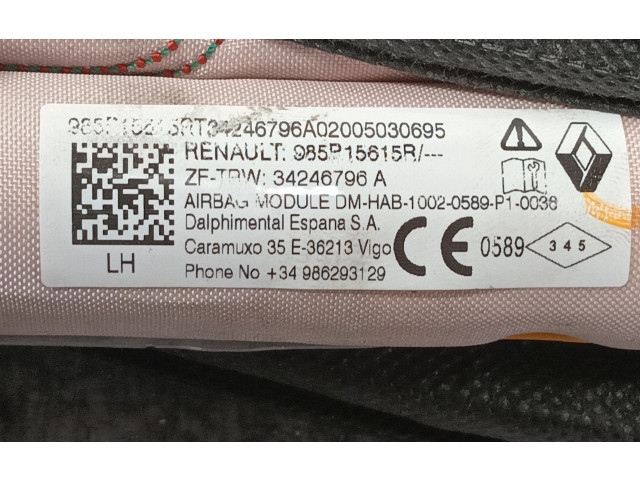 985P15615RT34246796A02005030695
RENAULT: 985P15615R/---
ZF-TRW: 34246796 A
AIRBAG MODULE DM-HAB-1002-0589-P1-0036
Dalphimental Espana S.A.
Caramuxo 35 E-36213 Vigo
Phone No +34 986293129
LH
CE 0589
345